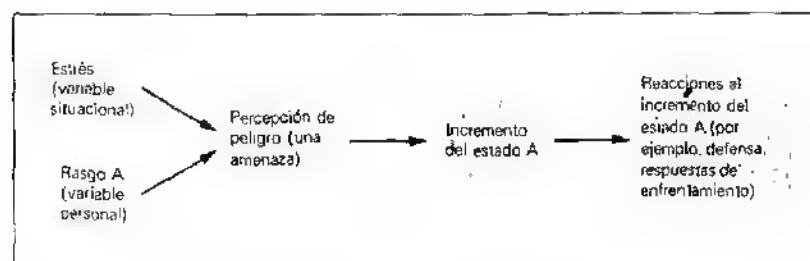 Estrés
(variable
situacional)
Rasgo A
(variable
personal)
Percepción de
peligro (una
amenaza)
Incremento
del estado A
Reacciones al
incremento del
estado A (por
ejemplo, defensa,
respuestas de
enfrentamiento)